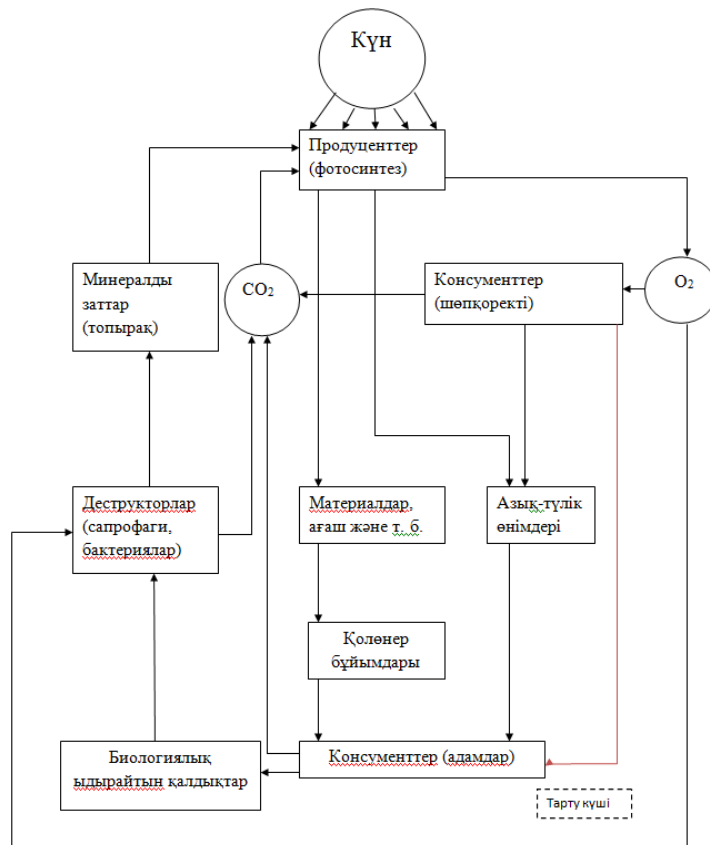 Күн
Продуценттер
(фотосинтез)
Минералды
заттар
(топырақ)
CO₂
Консументтер
(шөпқоректі)
O₂
Деструкторлар
(сапрофаги,
бактериялар)
Материалдар,
ағаш және т. б.
Азық-түлік
өнімдері
Қолөнер
бұйымдары
Биологиялық
ыдырайтын қалдықтар
Консументтер (адамдар)
Тарту күші